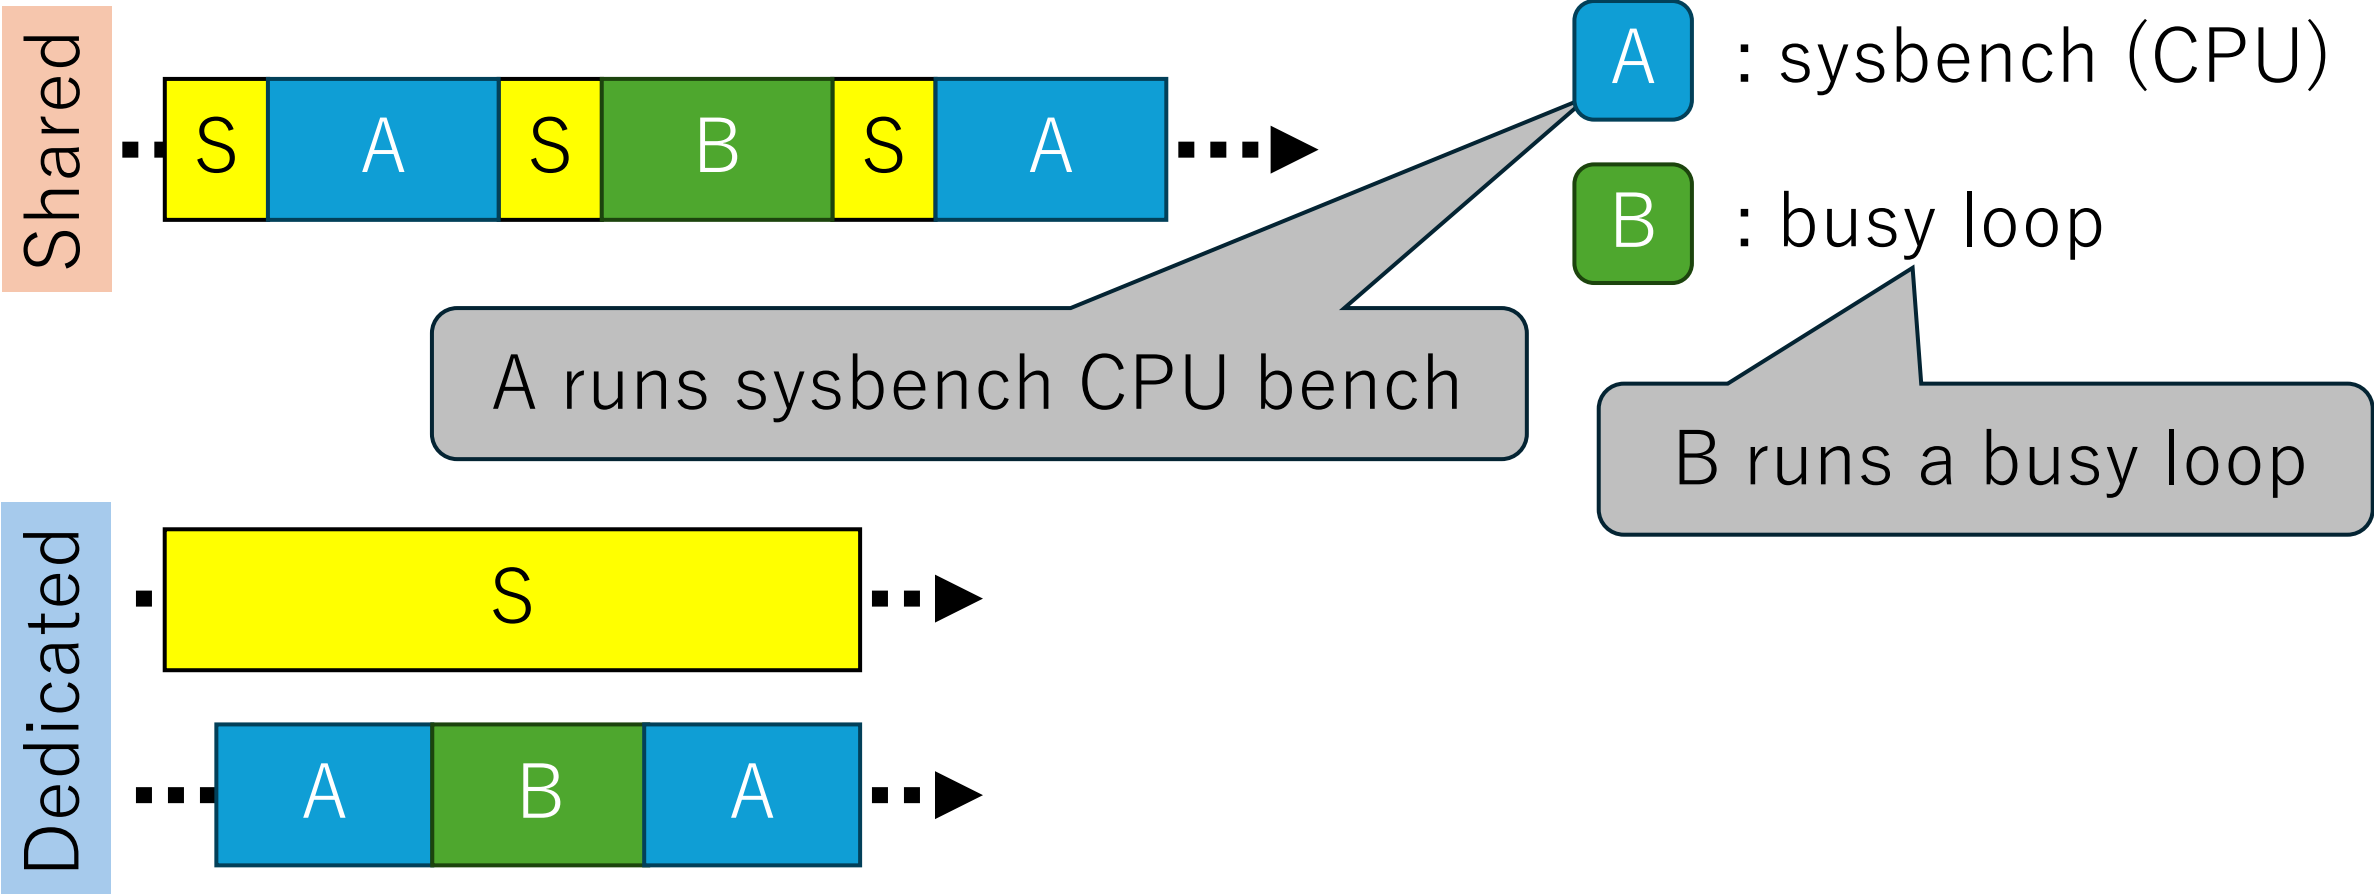 Shared
S A S B S A
A : sysbench (CPU)
B : busy loop
A runs sysbench CPU bench
B runs a busy loop
Dedicated
S
A B A